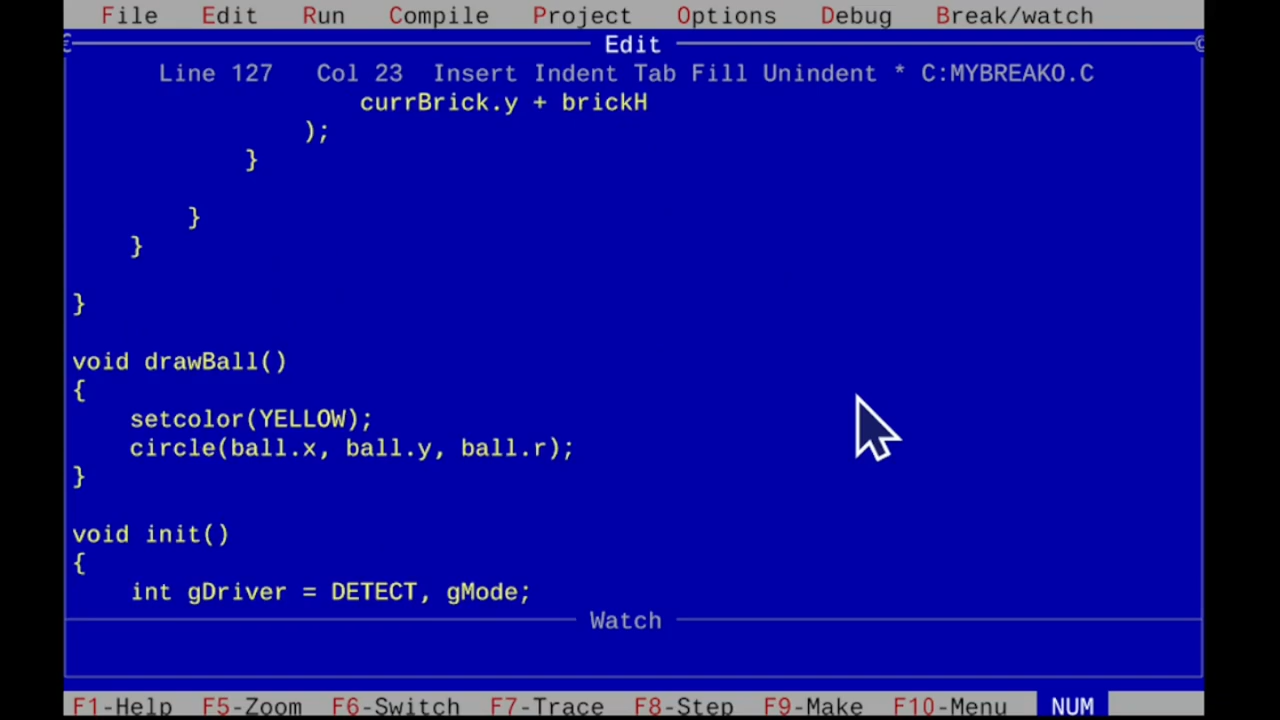 File Edit Run Compile Project Options Debug Break/watch
Edit
Line 127 Col 23 Insert Indent Tab Fill Unindent * C:MYBREAKO.C
currBrick.y + brickH
);
}
}
}
}
void drawBall()
{
setcolor(YELLOW);
circle(ball.x, ball.y, ball.r);
}
void init()
{
int gDriver = DETECT, gMode;
Watch
F1-Help F5-Zoom F6-Switch F7-Trace F8-Step F9-Make F10-Menu NUM